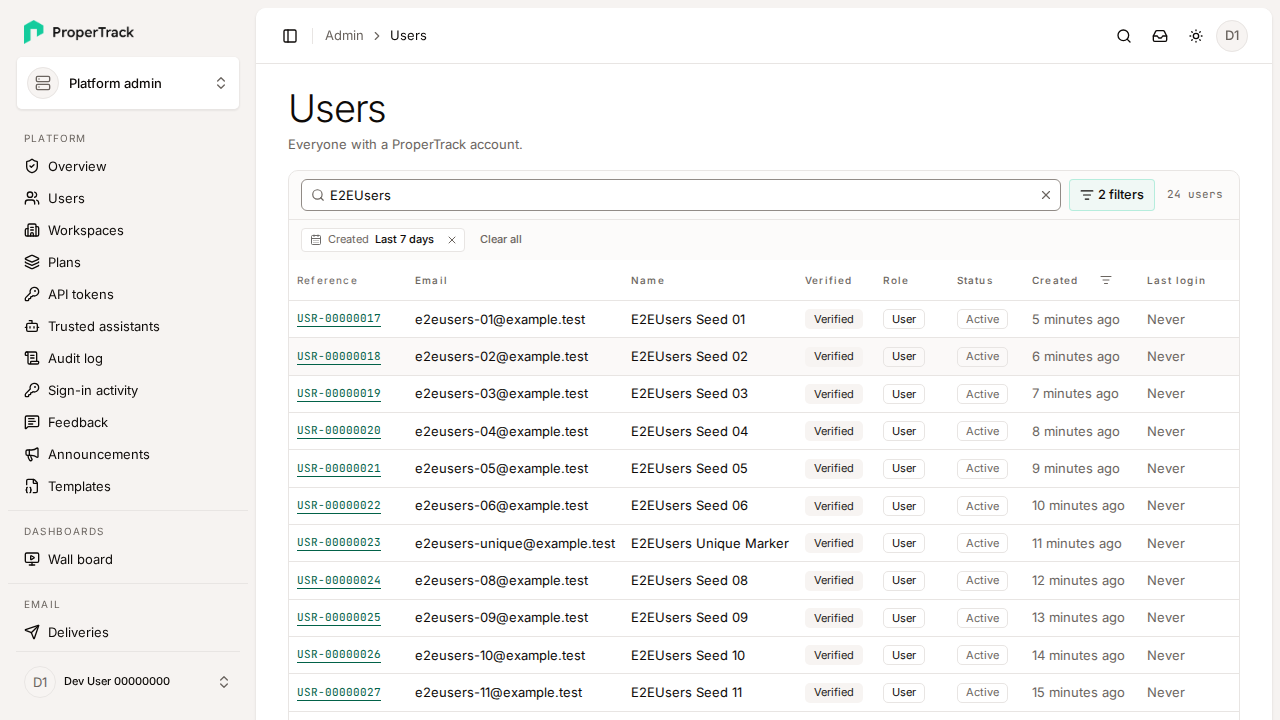 ProperTrack
Platform admin
PLATFORM
Overview
Users
Workspaces
Plans
API tokens
Trusted assistants
Audit log
Sign-in activity
Feedback
Announcements
Templates
DASHBOARDS
Wall board
EMAIL
Deliveries
D1 Dev User 00000000
Admin > Users
D1
Users
Everyone with a ProperTrack account.
E2EUsers
2 filters
24 users
Created Last 7 days
Clear all
Reference Email Name Verified Role Status Created Last login
USR-00000017 e2eusers-01@example.test E2EUsers Seed 01 Verified User Active 5 minutes ago Never
USR-00000018 e2eusers-02@example.test E2EUsers Seed 02 Verified User Active 6 minutes ago Never
USR-00000019 e2eusers-03@example.test E2EUsers Seed 03 Verified User Active 7 minutes ago Never
USR-00000020 e2eusers-04@example.test E2EUsers Seed 04 Verified User Active 8 minutes ago Never
USR-00000021 e2eusers-05@example.test E2EUsers Seed 05 Verified User Active 9 minutes ago Never
USR-00000022 e2eusers-06@example.test E2EUsers Seed 06 Verified User Active 10 minutes ago Never
USR-00000023 e2eusers-unique@example.test E2EUsers Unique Marker Verified User Active 11 minutes ago Never
USR-00000024 e2eusers-08@example.test E2EUsers Seed 08 Verified User Active 12 minutes ago Never
USR-00000025 e2eusers-09@example.test E2EUsers Seed 09 Verified User Active 13 minutes ago Never
USR-00000026 e2eusers-10@example.test E2EUsers Seed 10 Verified User Active 14 minutes ago Never
USR-00000027 e2eusers-11@example.test E2EUsers Seed 11 Verified User Active 15 minutes ago Never